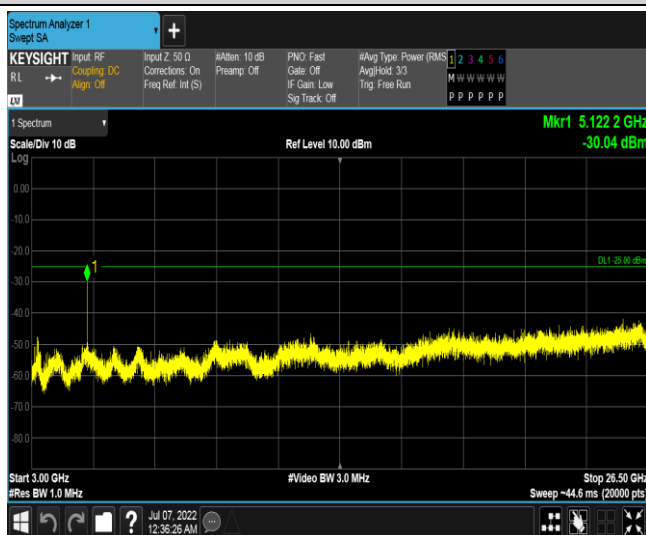 Spectrum Analyzer 1
Swept SA
+
KEYSIGHT
RL
LXI
Input: RF
Coupling: DC
Align: Off
Input Z: 50 Ω
Corrections: On
Freq Ref: Int (S)
#Atten: 10 dB
Preamp: Off
PNO: Fast
Gate: Off
IF Gain: Low
Sig Track: Off
#Avg Type: Power (RMS
Avg|Hold: 3/3
Trig: Free Run
1 2 3 4 5 6
M W W W W W
P P P P P P
1 Spectrum
Mkr1 5.122 2 GHz
Scale/Div 10 dB
Ref Level 10.00 dBm
-30.04 dBm
Log
0.00
-10.0
-20.0
DL1 -25.00 dBm
1
-30.0
-40.0
-50.0
-60.0
-70.0
-80.0
Start 3.00 GHz
#Video BW 3.0 MHz
Stop 26.50 GHz
#Res BW 1.0 MHz
Sweep ~44.6 ms (20000 pts)
?
Jul 07, 2022
12:36:26 AM